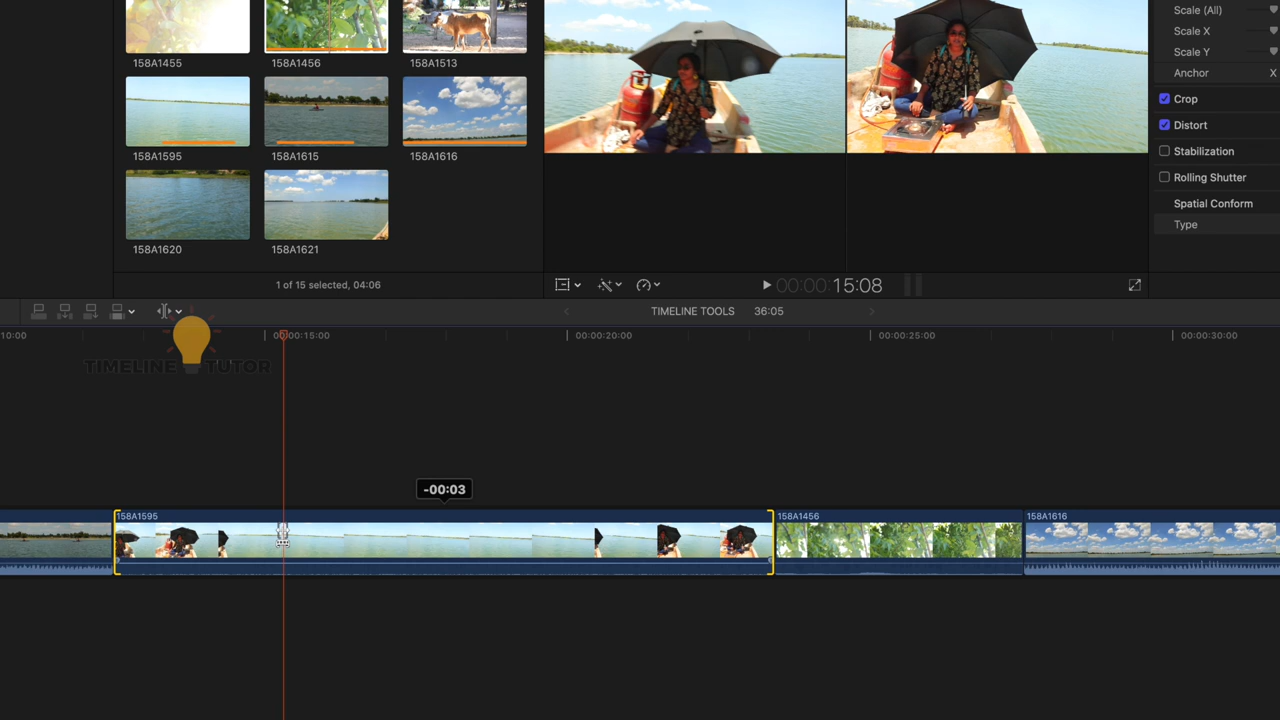 Scale (All)
158A1455
158A1456
158A1513
Scale X
Scale Y
Anchor
X
Crop
Distort
158A1595
158A1615
158A1616
Stabilization
Rolling Shutter
Spatial Conform
Type
158A1620
158A1621
1 of 15 selected, 04:06
00:00:15:08
TIMELINE TOOLS
36:05
10:00
00:00:15:00
00:00:20:00
00:00:25:00
00:00:30:00
TIMELINE TUTOR
-00:03
158A1595
158A1456
158A1616